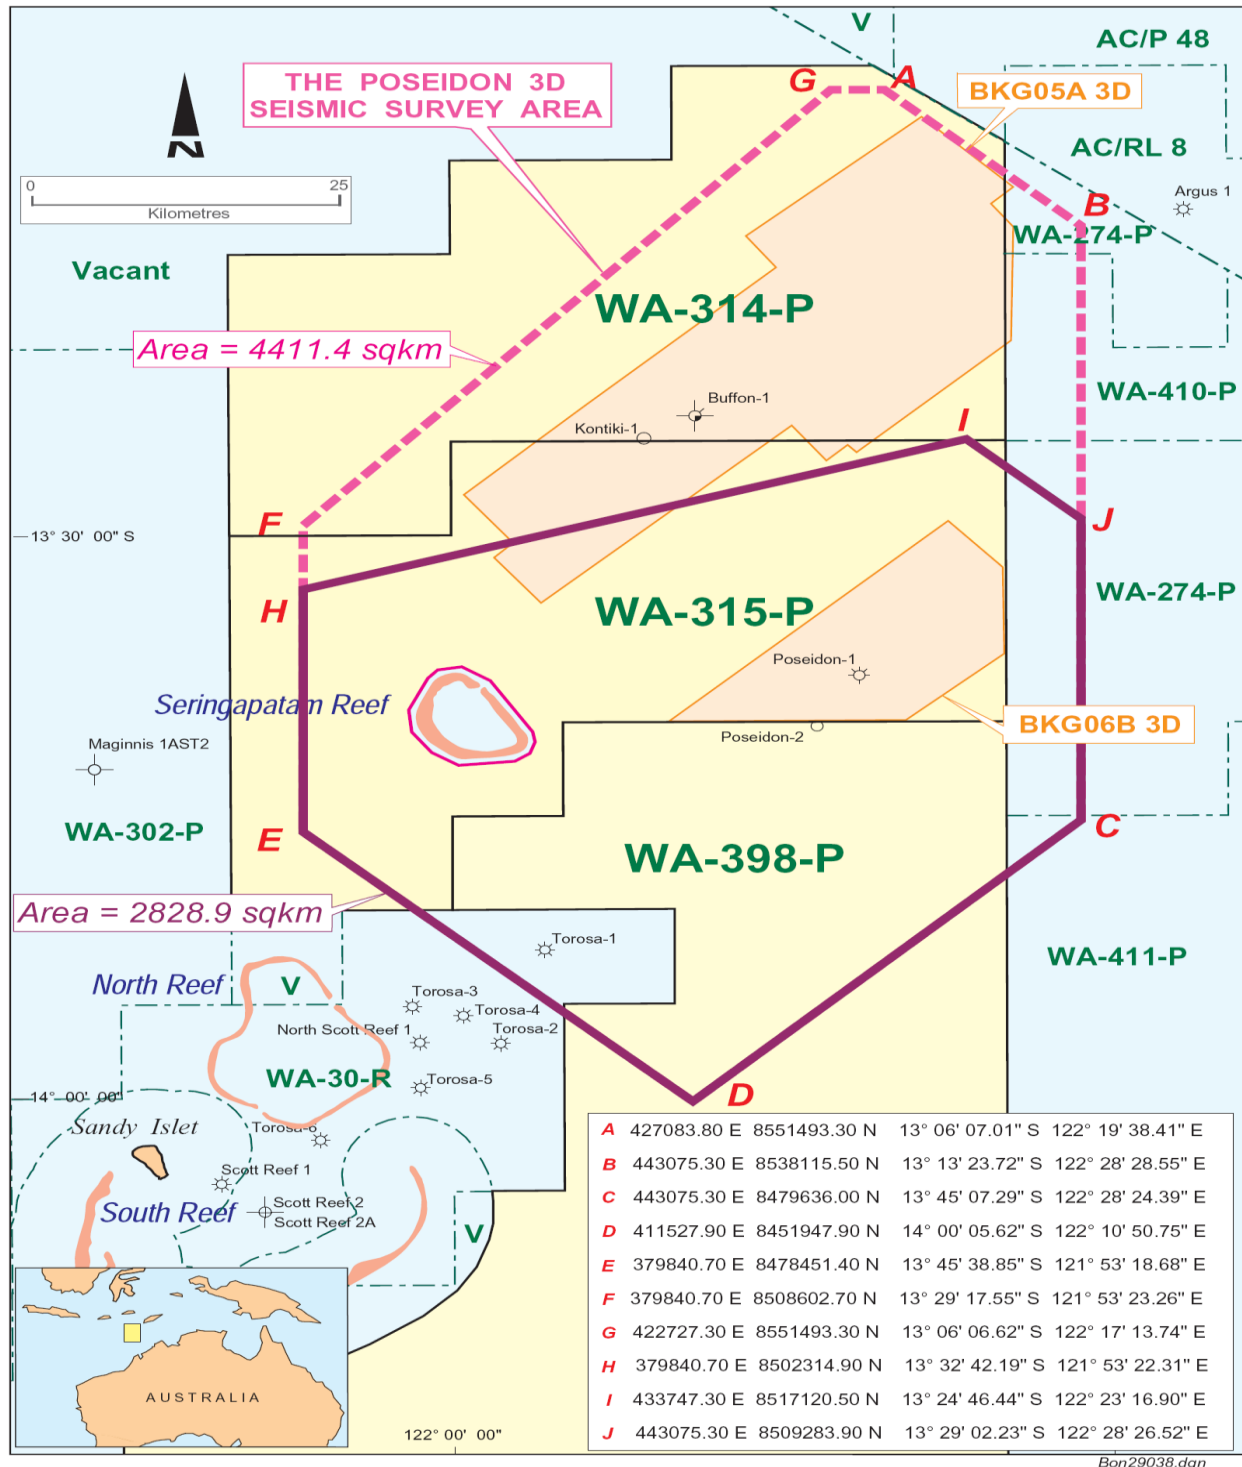 V
AC/P 48
THE POSEIDON 3D
SEISMIC SURVEY AREA
G
A
BKG05A 3D
N
AC/RL 8
0
25
Kilometres
Argus 1
B
WA-274-P
Vacant
WA-314-P
Area = 4411.4 sqkm
WA-410-P
Buffon-1
Kontiki-1
I
F
J
13° 30' 00" S
WA-274-P
H
WA-315-P
Poseidon-1
Seringapatam Reef
BKG06B 3D
Poseidon-2
Maginnis 1AST2
WA-302-P
E
C
WA-398-P
Area = 2828.9 sqkm
Torosa-1
WA-411-P
North Reef
V
Torosa-3
Torosa-4
North Scott Reef 1
Torosa-2
WA-30-R
Torosa-5
14° 00' 00"
D
Sandy Islet
Torosa-6
Scott Reef 1
South Reef
Scott Reef 2
Scott Reef 2A
V
A 427083.80 E 8551493.30 N 13° 06' 07.01" S 122° 19' 38.41" E
B 443075.30 E 8538115.50 N 13° 13' 23.72" S 122° 28' 28.55" E
C 443075.30 E 8479636.00 N 13° 45' 07.29" S 122° 28' 24.39" E
D 411527.90 E 8451947.90 N 14° 00' 05.62" S 122° 10' 50.75" E
E 379840.70 E 8478451.40 N 13° 45' 38.85" S 121° 53' 18.68" E
F 379840.70 E 8508602.70 N 13° 29' 17.55" S 121° 53' 23.26" E
G 422727.30 E 8551493.30 N 13° 06' 06.62" S 122° 17' 13.74" E
H 379840.70 E 8502314.90 N 13° 32' 42.19" S 121° 53' 22.31" E
I 433747.30 E 8517120.50 N 13° 24' 46.44" S 122° 23' 16.90" E
J 443075.30 E 8509283.90 N 13° 29' 02.23" S 122° 28' 26.52" E
AUSTRALIA
122° 00' 00"
Bon29038.dgn